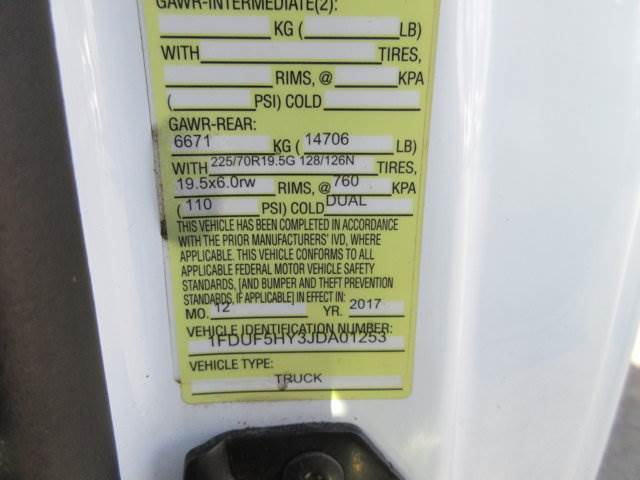 GAWR-INTERMEDIATE(2):
KG ( LB)
WITH TIRES,
RIMS, @ KPA
( PSI) COLD
GAWR-REAR:
6671 KG ( 14706 LB)
WITH 225/70R19.5G 128/126N TIRES,
19.5x6.0rw RIMS, @ 760 KPA
( 110 PSI) COLD DUAL
THIS VEHICLE HAS BEEN COMPLETED IN ACCORDANCE
WITH THE PRIOR MANUFACTURERS' IVD, WHERE
APPLICABLE. THIS VEHICLE CONFORMS TO ALL
APPLICABLE FEDERAL MOTOR VEHICLE SAFETY
STANDARDS, [AND BUMPER AND THEFT PREVENTION
STANDARDS, IF APPLICABLE] IN EFFECT IN:
MO. 12 YR. 2017
VEHICLE IDENTIFICATION NUMBER:
1FDUF5HY3JDA01253
VEHICLE TYPE:
TRUCK